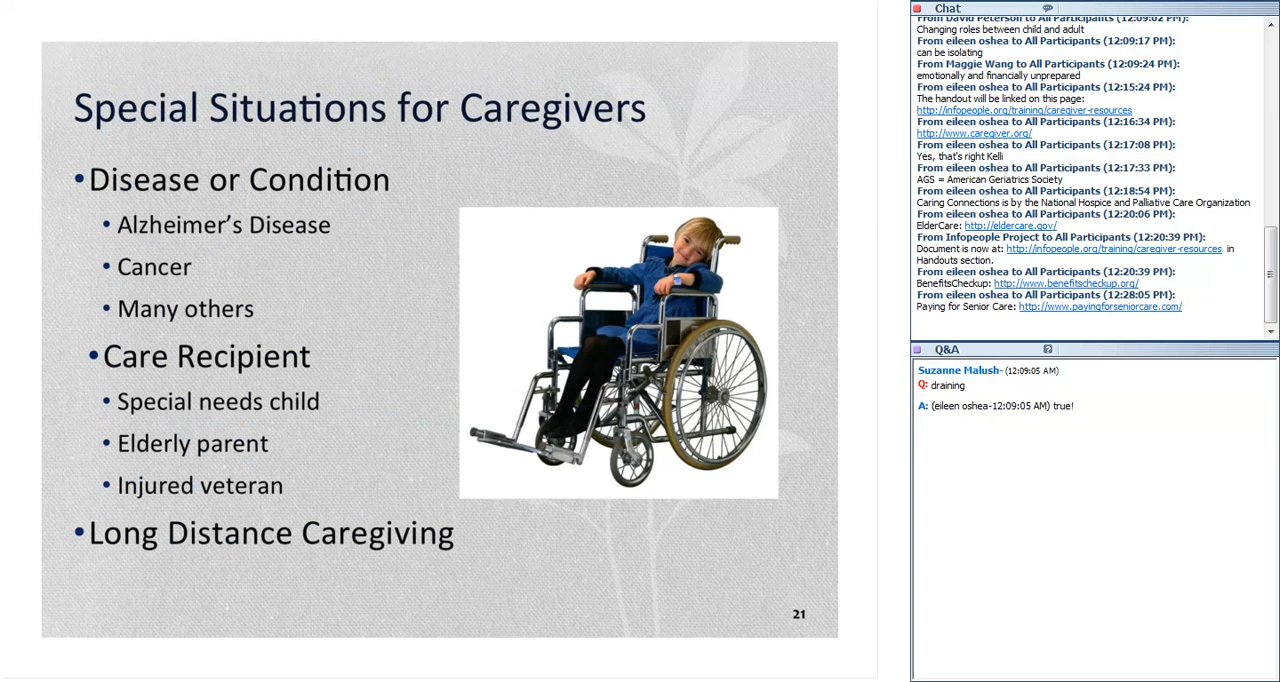 Special Situations for Caregivers
•Disease or Condition
• Alzheimer's Disease
• Cancer
• Many others
•Care Recipient
• Special needs child
• Elderly parent
• Injured veteran
•Long Distance Caregiving
21
Chat
From David Peterson to All Participants (12:09:02 PM):
Changing roles between child and adult
From eileen oshea to All Participants (12:09:17 PM):
can be isolating
From Maggie Wang to All Participants (12:09:24 PM):
emotionally and financially unprepared
From eileen oshea to All Participants (12:15:24 PM):
The handout will be linked on this page:
http://infopeople.org/training/caregiver-resources
From eileen oshea to All Participants (12:16:34 PM):
http://www.caregiver.org/
From eileen oshea to All Participants (12:17:08 PM):
Yes, that's right Kelli
From eileen oshea to All Participants (12:17:33 PM):
AGS = American Geriatrics Society
From eileen oshea to All Participants (12:18:54 PM):
Caring Connections is by the National Hospice and Palliative Care Organization
From eileen oshea to All Participants (12:20:06 PM):
ElderCare: http://eldercare.gov/
From Infopeople Project to All Participants (12:20:39 PM):
Document is now at: http://infopeople.org/training/caregiver-resources in
Handouts section.
From eileen oshea to All Participants (12:20:39 PM):
BenefitsCheckup: http://www.benefitscheckup.org/
From eileen oshea to All Participants (12:28:05 PM):
Paying for Senior Care: http://www.payingforseniorcare.com/
Q&A
Suzanne Malush- (12:09:05 AM)
Q: draining
A: (eileen oshea-12:09:05 AM) true!